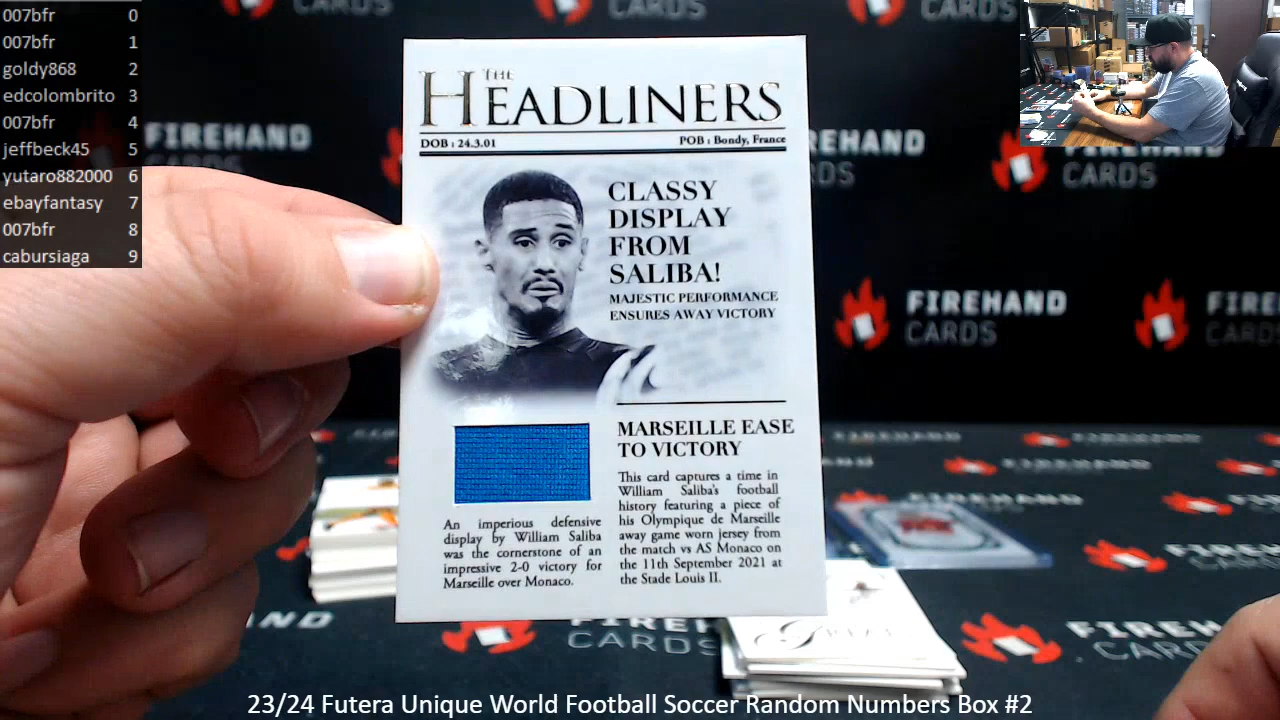 007bfr 0
007bfr 1
goldy868 2
edcolombrito 3
007bfr 4
jeffbeck45 5
yutaro882000 6
ebayfantasy 7
007bfr 8
cabursiaga 9
THE
HEADLINERS
DOB : 24.3.01 POB : Bondy, France
CLASSY
DISPLAY
FROM
SALIBA!
MAJESTIC PERFORMANCE
ENSURES AWAY VICTORY
MARSEILLE EASE
TO VICTORY
This card captures a time in
William Saliba's football
history featuring a piece of
his Olympique de Marseille
away game worn jersey from
the match vs AS Monaco on
the 11th September 2021 at
the Stade Louis II.
An imperious defensive
display by William Saliba
was the cornerstone of an
impressive 2-0 victory for
Marseille over Monaco.
FIREHAND
CARDS
FIREHAND
CARDS
FIREHAND
CARDS
23/24 Futera Unique World Football Soccer Random Numbers Box #2